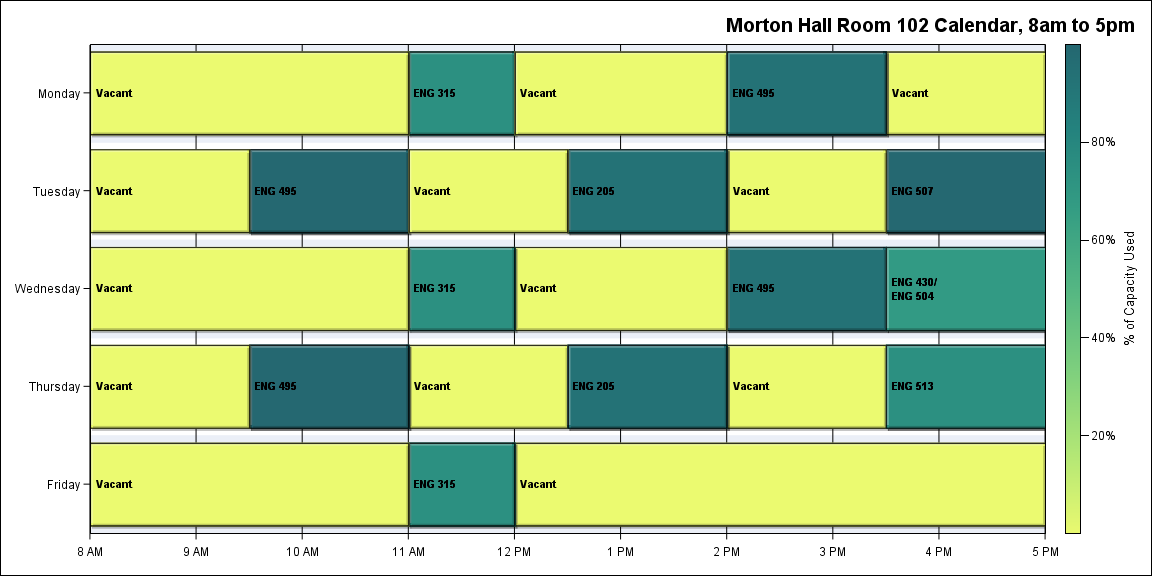 Morton Hall Room 102 Calendar, 8am to 5pm
Monday
Vacant
ENG 315
Vacant
ENG 495
Vacant
Tuesday
Vacant
ENG 495
Vacant
ENG 205
Vacant
ENG 507
Wednesday
Vacant
ENG 315
Vacant
ENG 495
ENG 430/
ENG 504
Thursday
Vacant
ENG 495
Vacant
ENG 205
Vacant
ENG 513
Friday
Vacant
ENG 315
Vacant
8 AM
9 AM
10 AM
11 AM
12 PM
1 PM
2 PM
3 PM
4 PM
5 PM
80%
60%
40%
20%
% of Capacity Used